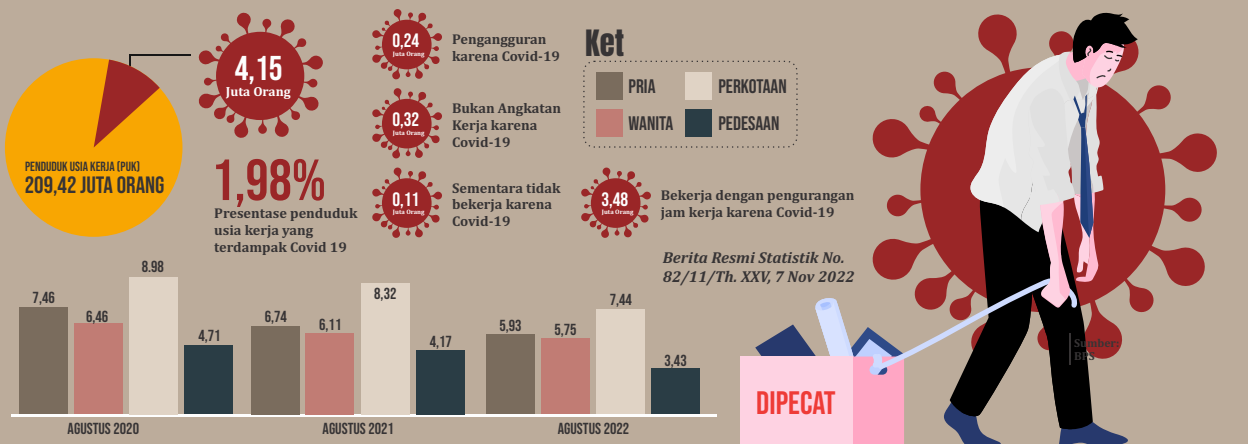 PENDUDUK USIA KERJA (PUK)
209,42 JUTA ORANG
4,15
Juta Orang
1,98%
Presentase penduduk
usia kerja yang
terdampak Covid 19
0,24
Juta Orang
Pengangguran
karena Covid-19
0,32
Juta Orang
Bukan Angkatan
Kerja karena
Covid-19
0,11
Juta Orang
Sementara tidak
bekerja karena
Covid-19
3,48
Juta Orang
Bekerja dengan pengurangan
jam kerja karena Covid-19
Ket
PRIA
PERKOTAAN
WANITA
PEDESAAN
Berita Resmi Statistik No.
82/11/Th. XXV, 7 Nov 2022
7,46
6,46
8.98
4,71
AGUSTUS 2020
6,74
6,11
8,32
4,17
AGUSTUS 2021
5,93
5,75
7,44
3,43
AGUSTUS 2022
DIPECAT
Sumber:
BPS